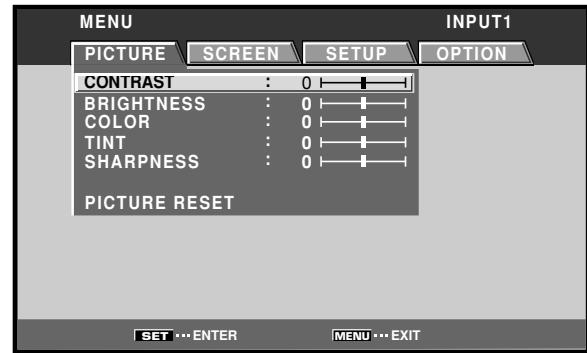 MENU INPUT1
PICTURE SCREEN SETUP OPTION
CONTRAST : 0
BRIGHTNESS : 0
COLOR : 0
TINT : 0
SHARPNESS : 0
PICTURE RESET
SET ··· ENTER MENU ··· EXIT